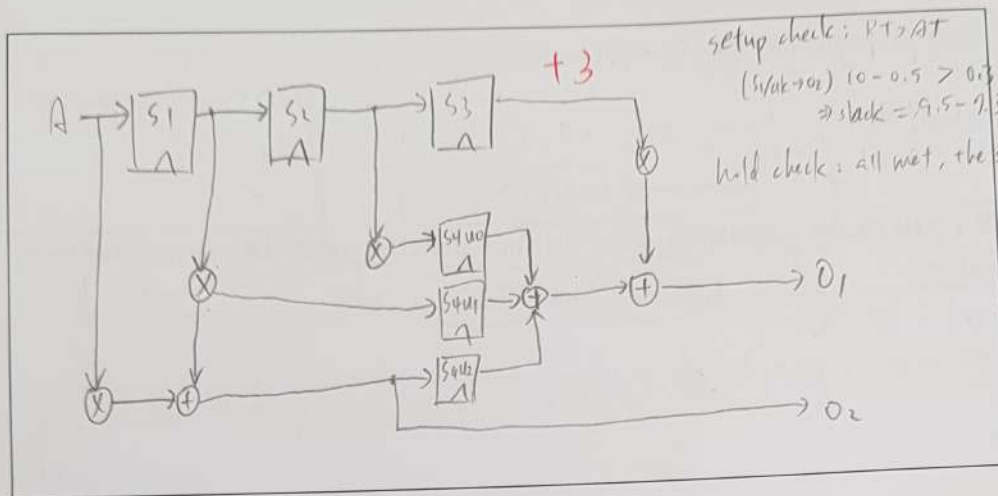 setup check: RT>AT
(S1/clk→O2) 10-0.5 > 0.3
⇒ slack = 9.5-9.
hold check: all met, the
+3
A
S1
S2
S3
X
X
S4U0
X
S4U1
+
+
O1
S4U2
X
+
O2